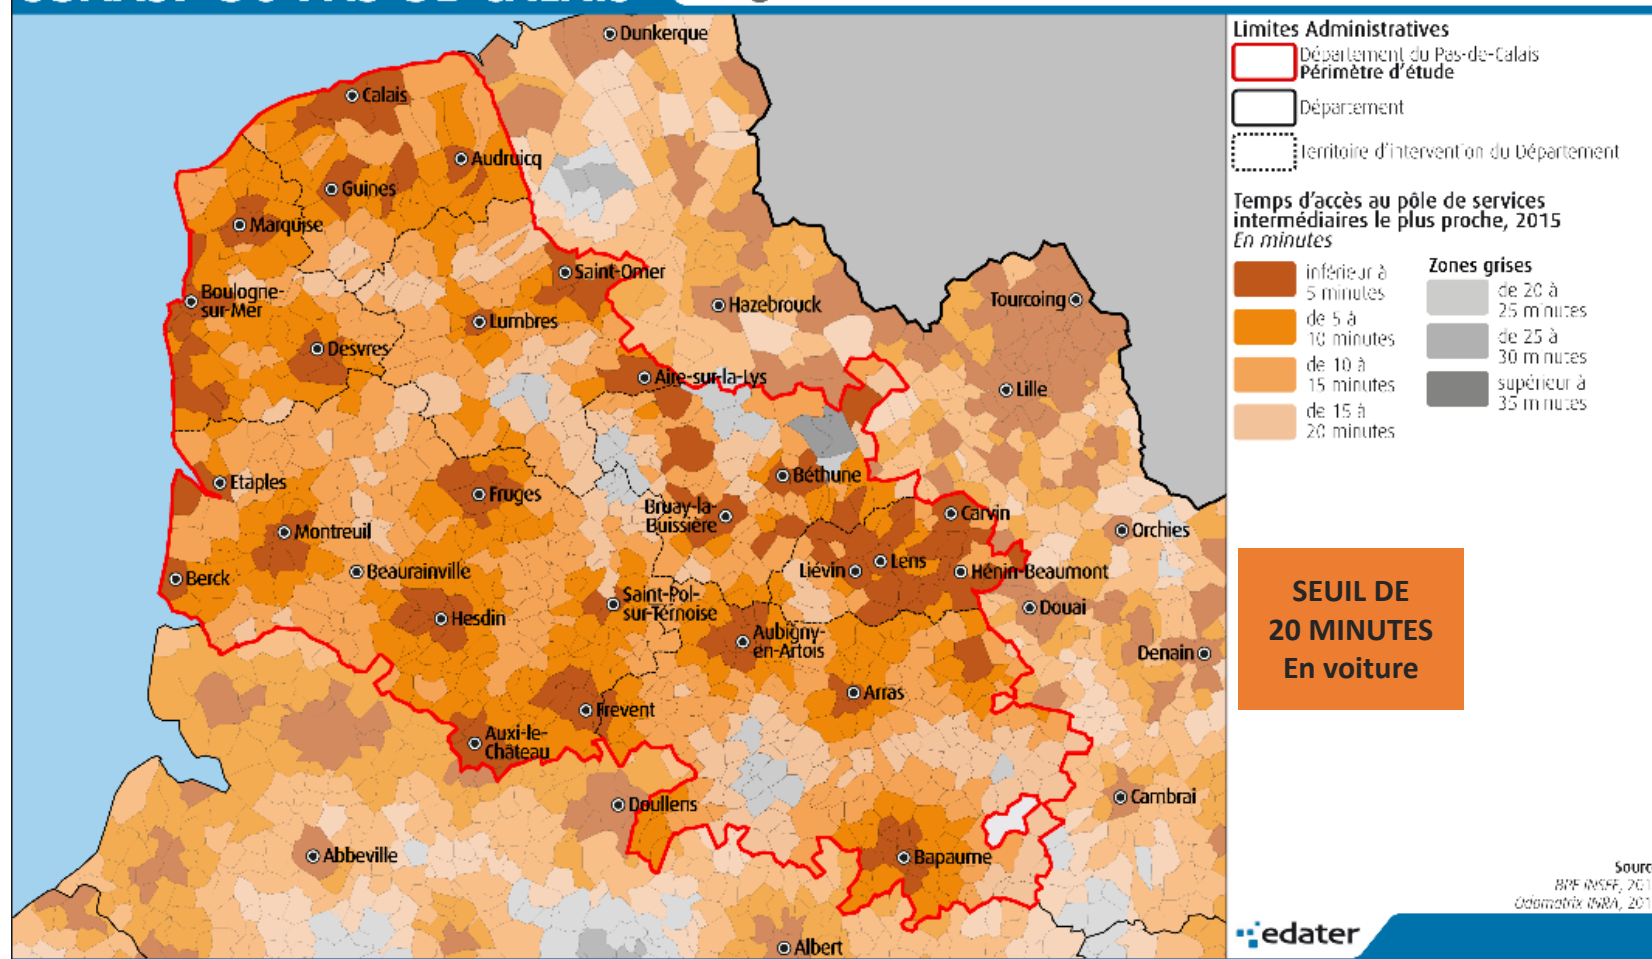 Limites Administratives
Département du Pas-de-Calais
Périmètre d'étude
Département
Territoire d'intervention du Département
Temps d'accès au pôle de services
intermédiaires le plus proche, 2015
En minutes
inférieur à
5 minutes
de 5 à
10 minutes
de 10 à
15 minutes
de 15 à
20 minutes
Zones grises
de 20 à
25 minutes
de 25 à
30 minutes
supérieur à
35 minutes
SEUIL DE
20 MINUTES
En voiture
BPE INSEE, 201
Odomatrix INRA, 201
edater
Dunkerque
Calais
Audruicq
Guines
Marquise
Saint-Omer
Boulogne-
sur-Mer
Hazebrouck
Tourcoing
Lumbres
Desvres
Aire-sur-la-Lys
Lille
Etaples
Béthune
Fruges
Bruay-la-
Buissière
Carvin
Montreuil
Orchies
Lens
Liévin
Hénin-Beaumont
Beaurainville
Berck
Saint-Pol-
sur-Ternoise
Douai
Hesdin
Aubigny-
en-Artois
Denain
Arras
Frevent
Auxi-le-
Château
Cambrai
Doullens
Abbeville
Bapaume
Albert